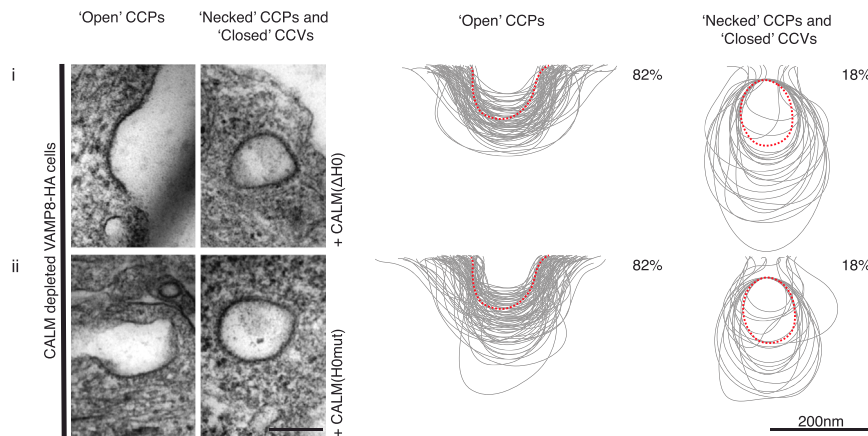 ‘Open’ CCPs
‘Necked’ CCPs and
‘Closed’ CCVs
‘Open’ CCPs
‘Necked’ CCPs and
‘Closed’ CCVs
i
82%
18%
+ CALM(ΔH0)
CALM depleted VAMP8-HA cells
ii
82%
18%
+ CALM(H0mut)
200nm